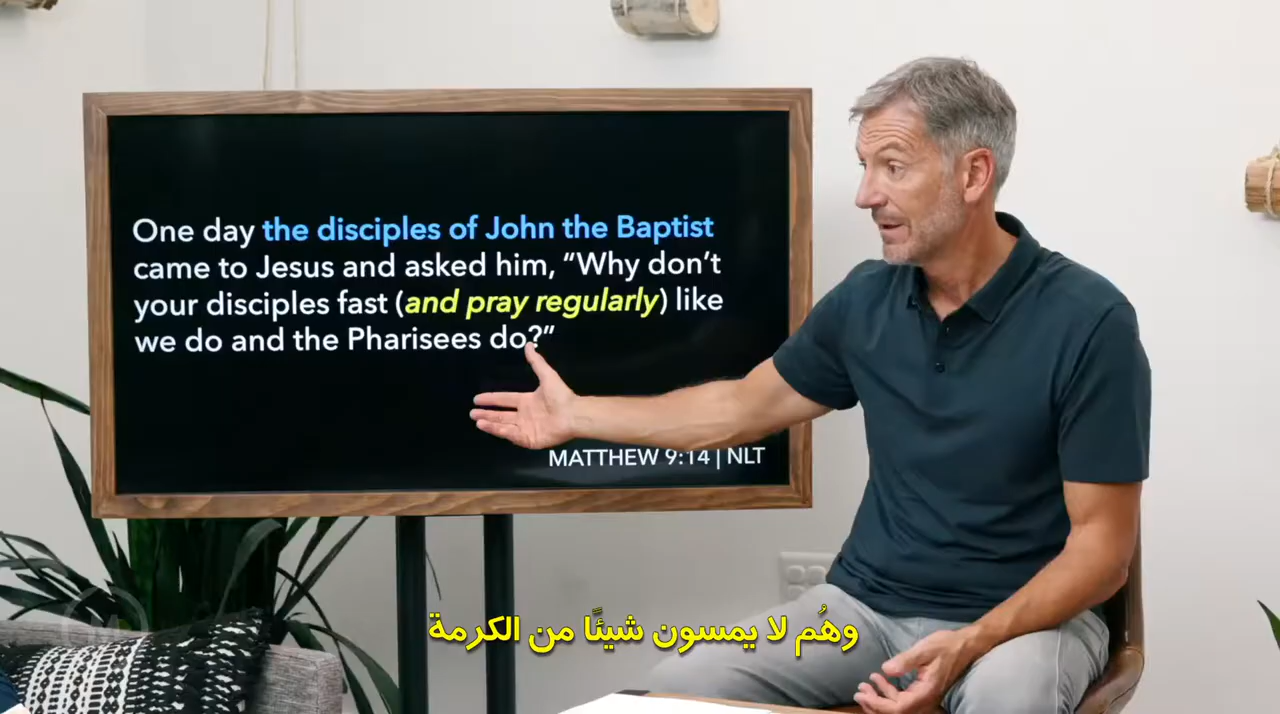 One day the disciples of John the Baptist
came to Jesus and asked him, “Why don’t
your disciples fast (and pray regularly) like
we do and the Pharisees do?”
MATTHEW 9:14 | NLT
وهُم لا يمسون شيئًا من الكرمة